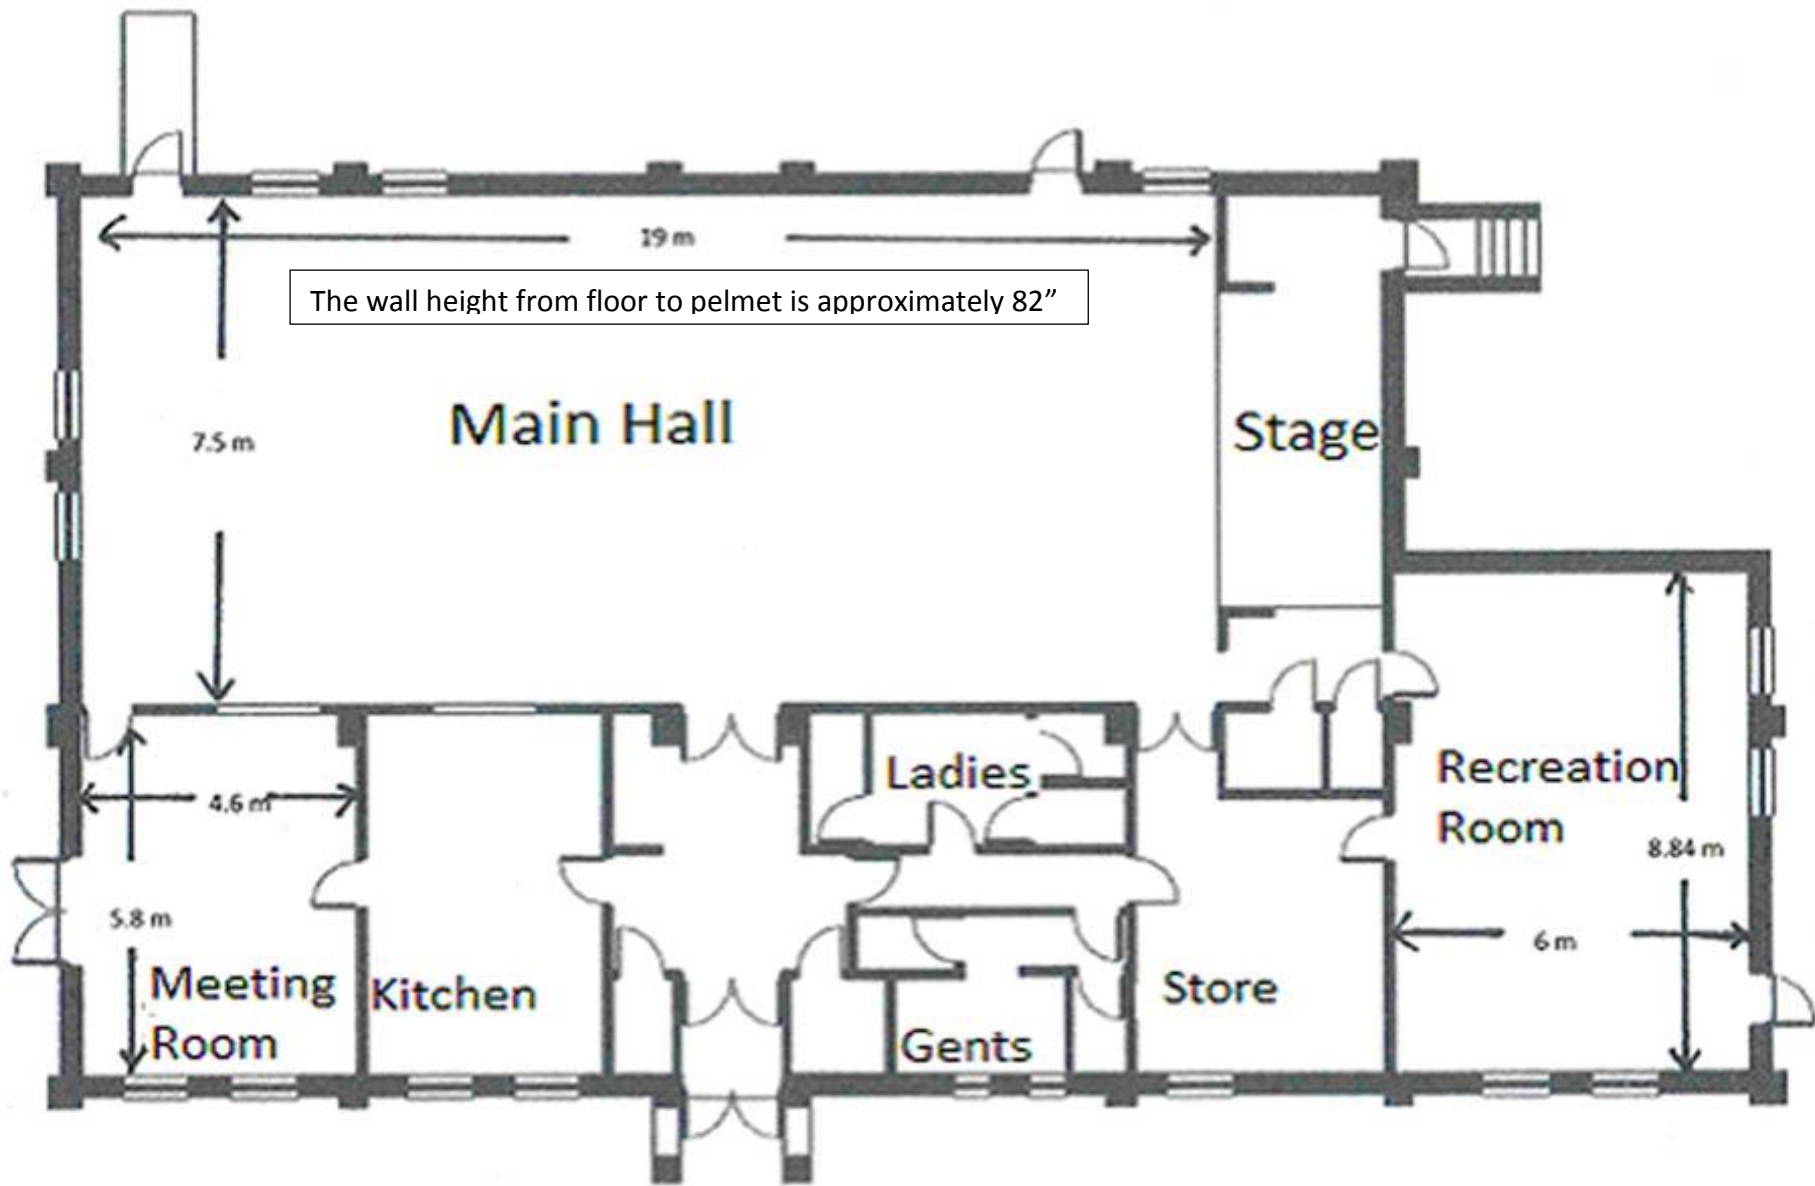 19 m
The wall height from floor to pelmet is approximately 82”
Main Hall
7.5 m
Stage
Ladies
Recreation
Room
4.6 m
8.84 m
5.8 m
6 m
Meeting
Room
Kitchen
Store
Gents